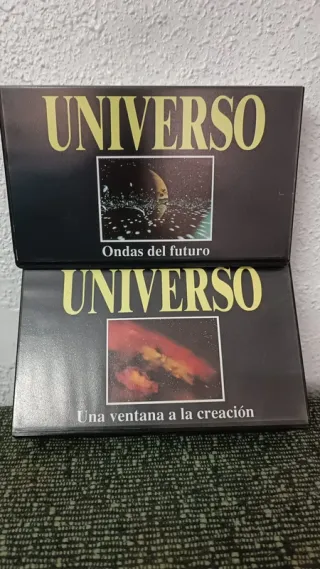 UNIVERSO
Ondas del futuro
UNIVERSO
Una ventana a la creación